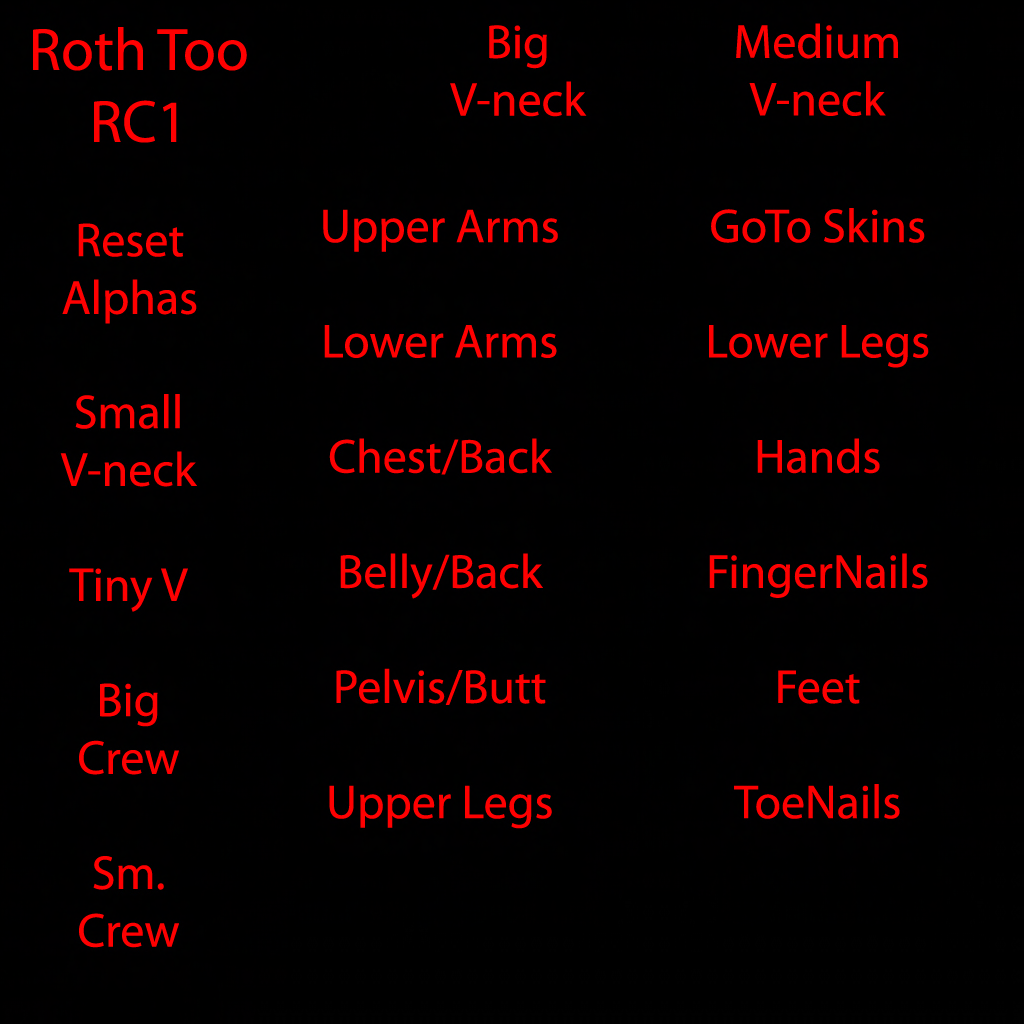 Roth Too
RC1
Big
V-neck
Medium
V-neck
Reset
Alphas
Small
V-neck
Tiny V
Big
Crew
Sm.
Crew
Upper Arms
Lower Arms
Chest/Back
Belly/Back
Pelvis/Butt
Upper Legs
GoTo Skins
Lower Legs
Hands
FingerNails
Feet
ToeNails